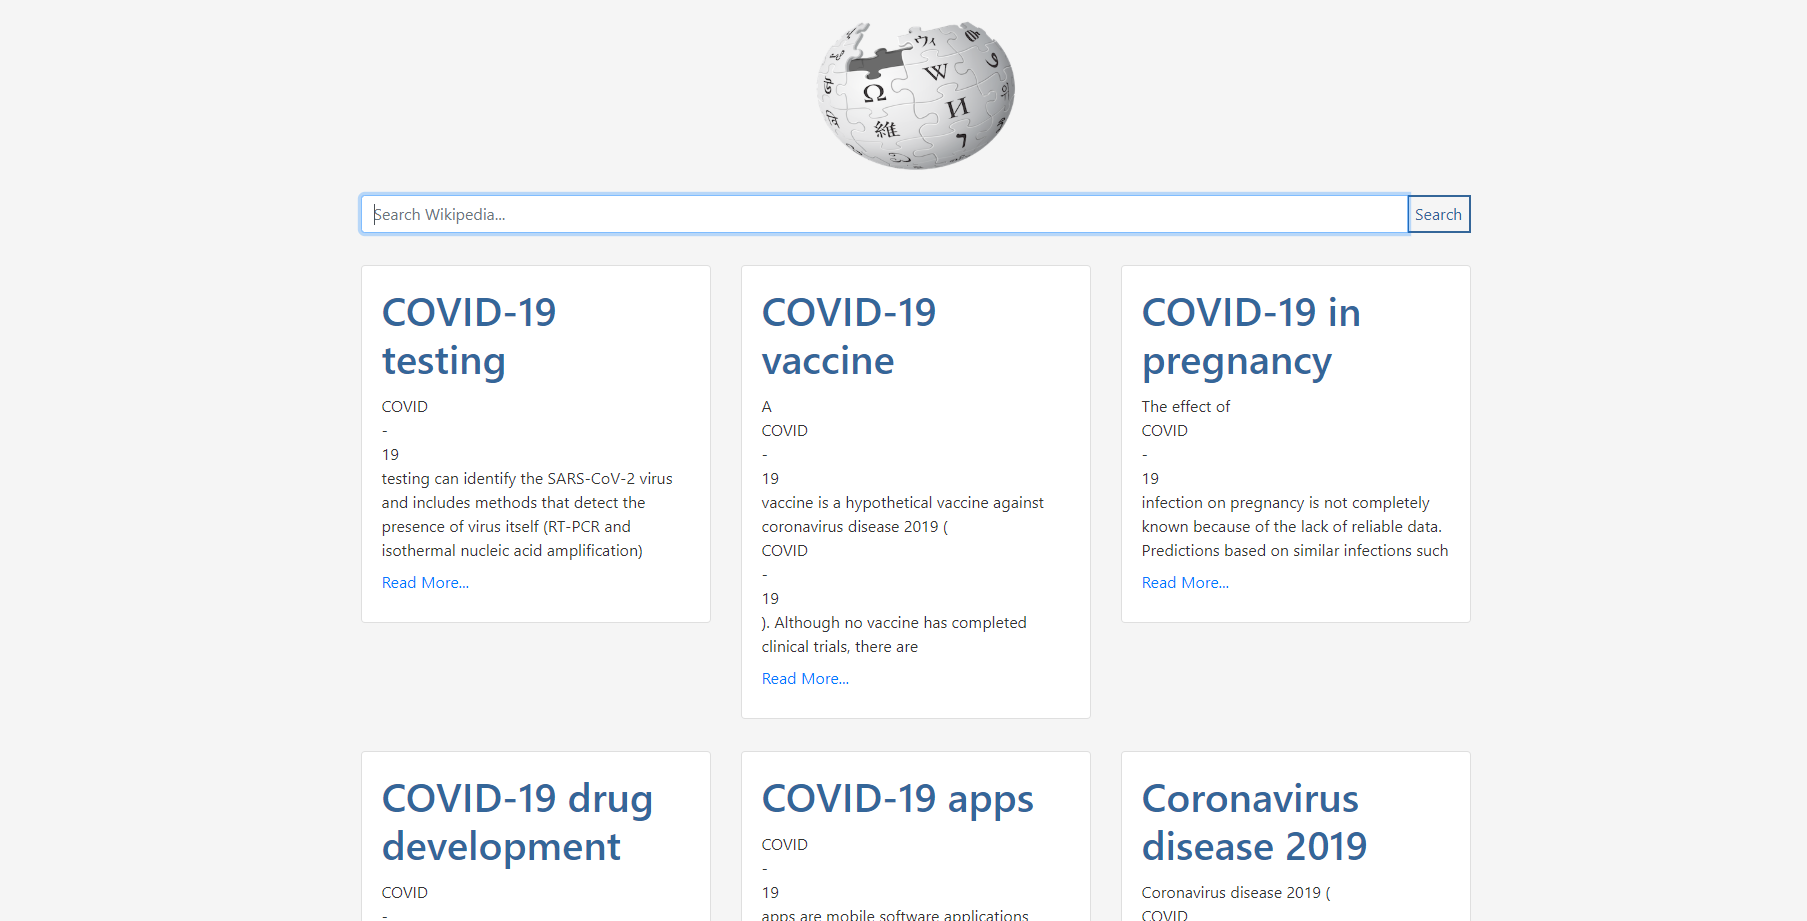 Ω
W
И
維
ウィ
7
Search Wikipedia...
Search
COVID-19
testing
COVID
-
19
testing can identify the SARS-CoV-2 virus
and includes methods that detect the
presence of virus itself (RT-PCR and
isothermal nucleic acid amplification)
Read More...
COVID-19
vaccine
A
COVID
-
19
vaccine is a hypothetical vaccine against
coronavirus disease 2019 (
COVID
-
19
). Although no vaccine has completed
clinical trials, there are
Read More...
COVID-19 in
pregnancy
The effect of
COVID
-
19
infection on pregnancy is not completely
known because of the lack of reliable data.
Predictions based on similar infections such
Read More...
COVID-19 drug
development
COVID
-
COVID-19 apps
COVID
-
19
apps are mobile software applications
Coronavirus
disease 2019
Coronavirus disease 2019 (
COVID